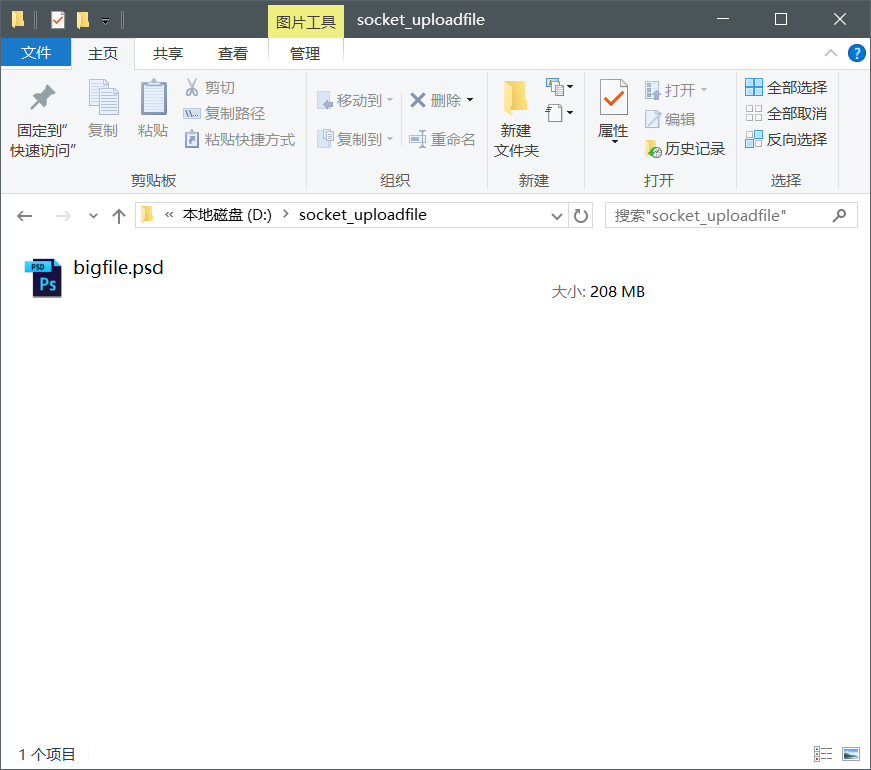 图片工具
socket_uploadfile
文件
主页
共享
查看
管理
固定到"
快速访问"
复制
粘贴
剪切
复制路径
粘贴快捷方式
剪贴板
移动到
复制到
删除
重命名
组织
新建
文件夹
新建
属性
打开
编辑
历史记录
打开
全部选择
全部取消
反向选择
选择
« 本地磁盘 (D:) > socket_uploadfile
搜索"socket_uploadfile"
PSD
Ps
bigfile.psd
大小: 208 MB
1 个项目